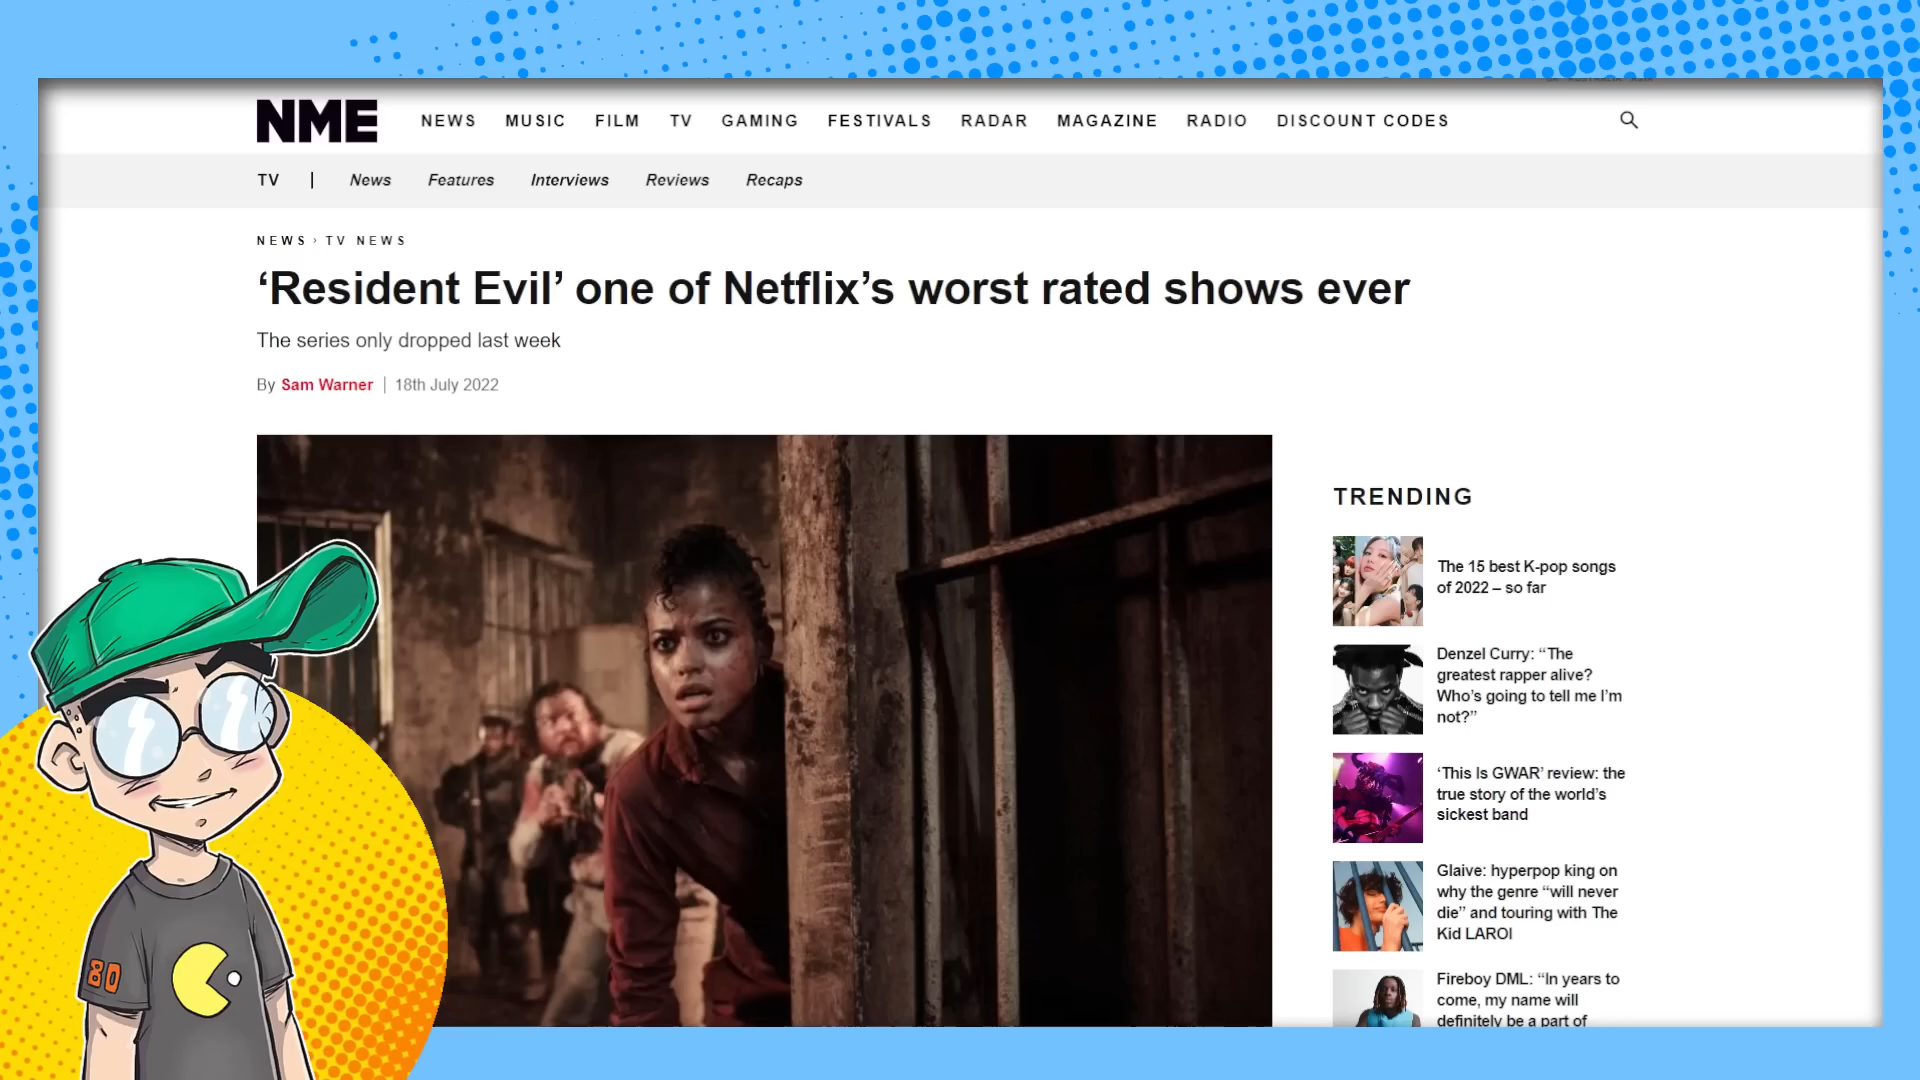 NME
NEWS MUSIC FILM TV GAMING FESTIVALS RADAR MAGAZINE RADIO DISCOUNT CODES
TV | News Features Interviews Reviews Recaps
NEWS › TV NEWS
‘Resident Evil’ one of Netflix’s worst rated shows ever
The series only dropped last week
By Sam Warner | 18th July 2022
TRENDING
The 15 best K-pop songs
of 2022 – so far
Denzel Curry: “The
greatest rapper alive?
Who’s going to tell me I’m
not?”
‘This Is GWAR’ review: the
true story of the world’s
sickest band
Glaive: hyperpop king on
why the genre “will never
die” and touring with The
Kid LAROI
Fireboy DML: “In years to
come, my name will
definitely be a part of
80